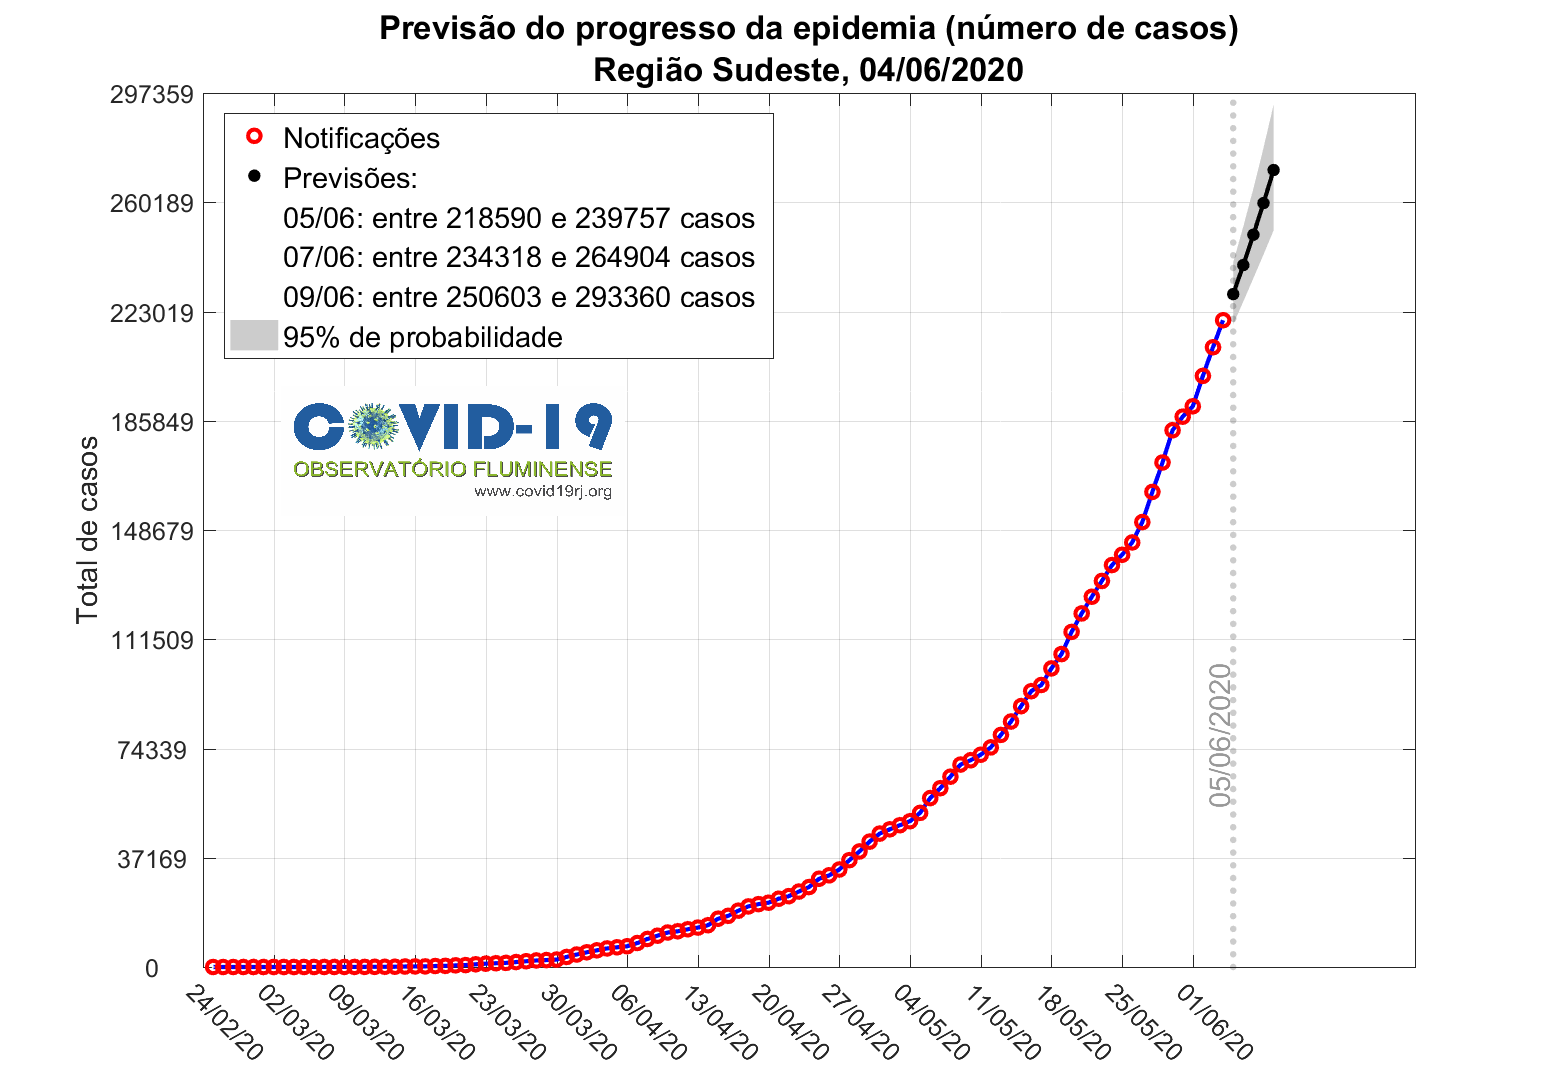 Previsão do progresso da epidemia (número de casos)
Região Sudeste, 04/06/2020
297359
260189
223019
185849
148679
111509
74339
37169
0
Total de casos
Notificações
Previsões:
05/06: entre 218590 e 239757 casos
07/06: entre 234318 e 264904 casos
09/06: entre 250603 e 293360 casos
95% de probabilidade
COVID-19
OBSERVATÓRIO FLUMINENSE
www.covid19rj.org
05/06/2020
24/02/20
02/03/20
09/03/20
16/03/20
23/03/20
30/03/20
06/04/20
13/04/20
20/04/20
27/04/20
04/05/20
11/05/20
18/05/20
25/05/20
01/06/20